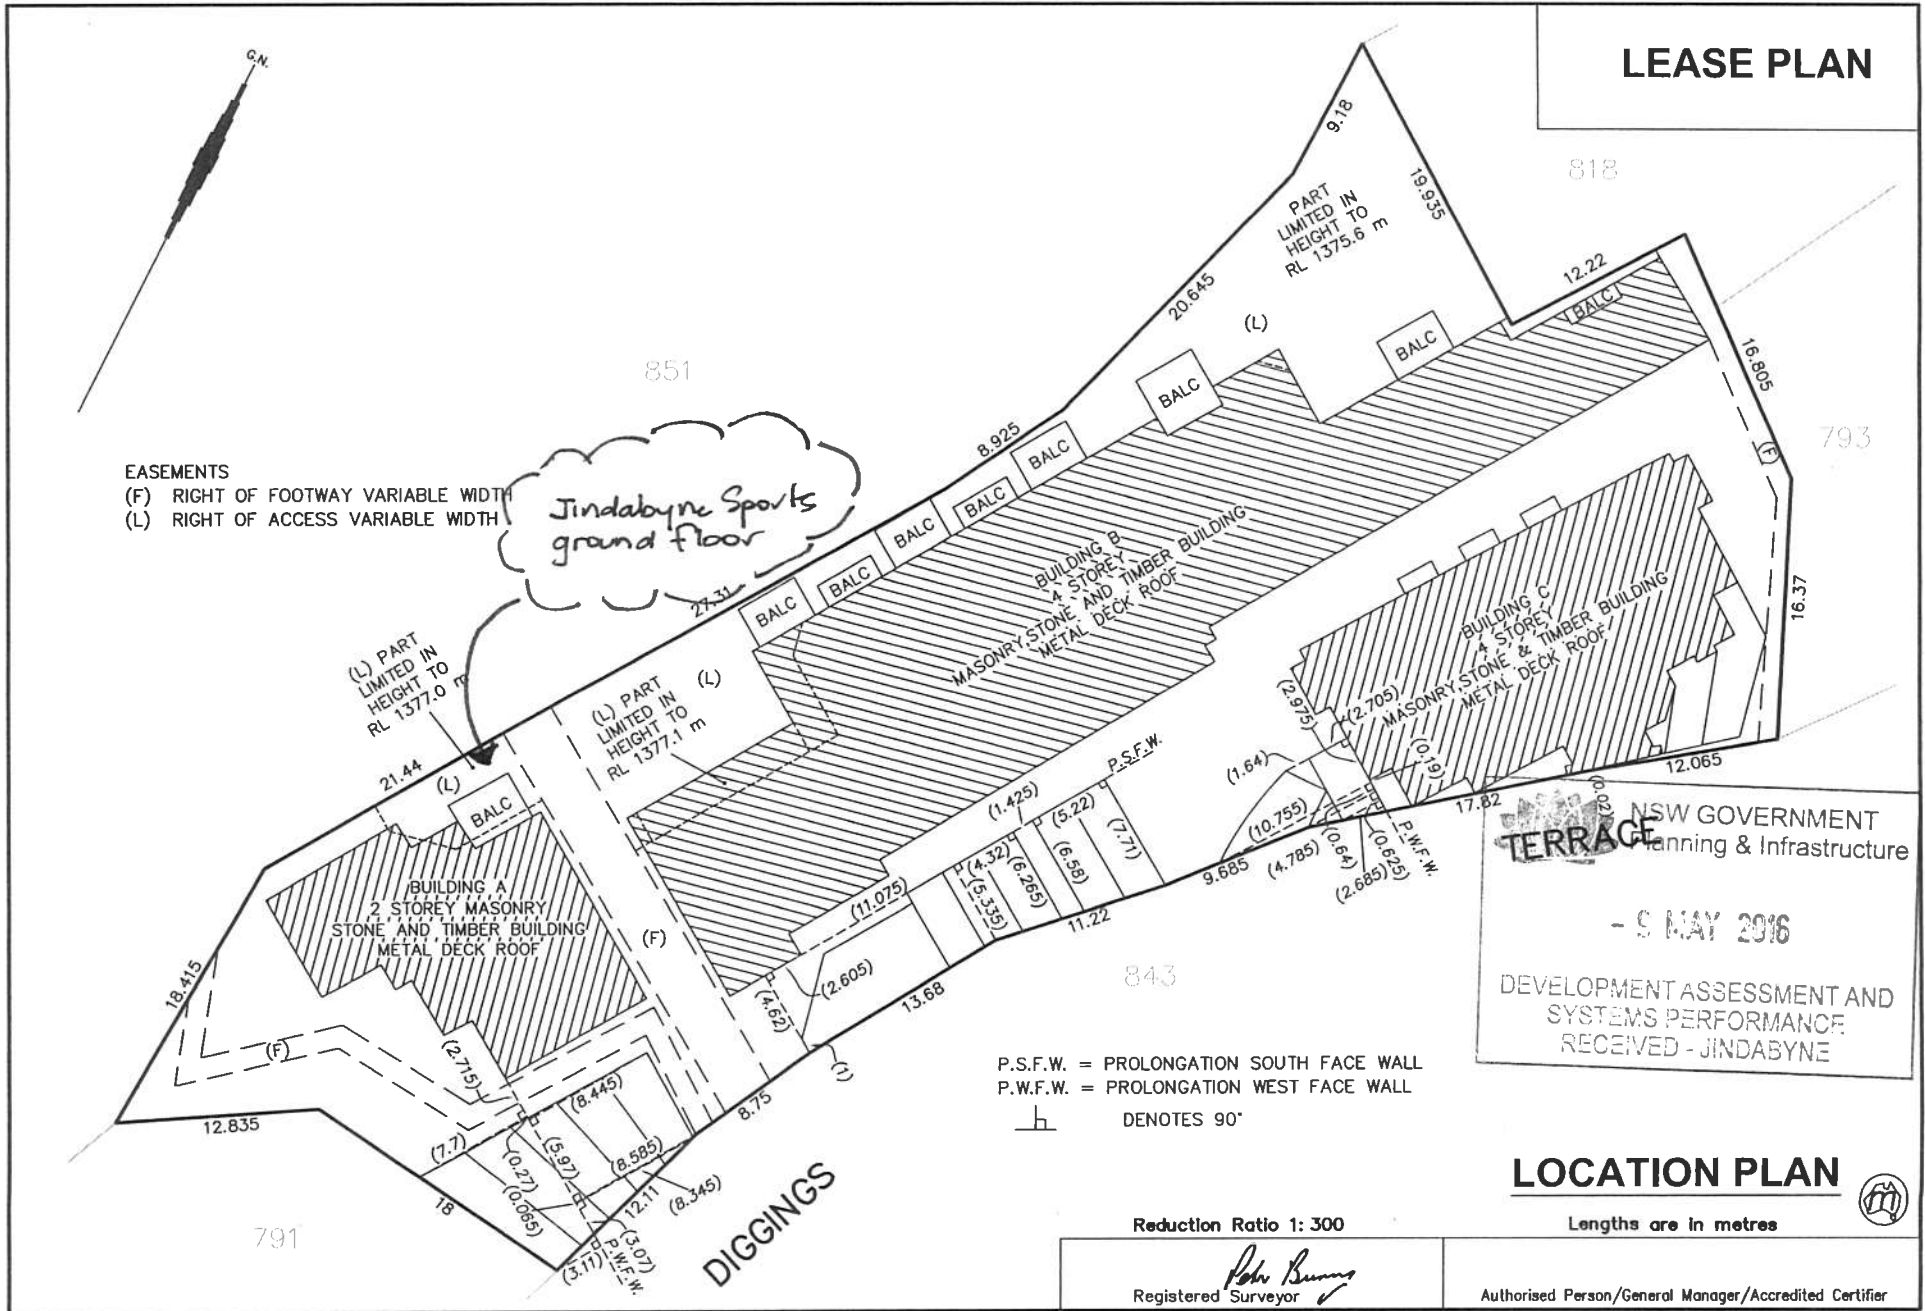 LEASE PLAN
G.N.
818
9.18
19.935
PART
LIMITED IN
HEIGHT TO
RL 1375.6 m
12.22
BALC
20.645
(L)
BALC
16.805
851
BALC
8.925
BALC
793
(F)
EASEMENTS
(F) RIGHT OF FOOTWAY VARIABLE WIDTH
(L) RIGHT OF ACCESS VARIABLE WIDTH
Jindabyne Sports
ground floor
BALC
BALC
BALC
BALC
27.31
BUILDING B
4 STOREY
MASONRY, STONE AND TIMBER BUILDING
METAL DECK ROOF
BUILDING C
4 STOREY
MASONRY, STONE & TIMBER BUILDING
METAL DECK ROOF
16.37
(L) PART
LIMITED IN
HEIGHT TO
RL 1377.0 m
(L) PART
LIMITED IN
HEIGHT TO
RL 1377.1 m
(L)
(2.975)
(2.705)
(0.19)
(1.64)
P.S.F.W.
12.065
21.44
(L)
BALC
(1.425)
(5.22)
(7.71)
(6.58)
(6.265)
(4.32)
(5.335)
(11.075)
(10.755)
17.82
9.685
(4.785)
(0.64)
(0.625)
(2.685)
P.W.F.W.
TERRACE
NSW GOVERNMENT
Planning & Infrastructure
- 9 MAY 2016
DEVELOPMENT ASSESSMENT AND
SYSTEMS PERFORMANCE
RECEIVED - JINDABYNE
BUILDING A
2 STOREY MASONRY
STONE AND TIMBER BUILDING
METAL DECK ROOF
(F)
11.22
18.415
(2.605)
(4.62)
13.68
843
(F)
(2.715)
(1)
(8.445)
8.75
P.S.F.W. = PROLONGATION SOUTH FACE WALL
P.W.F.W. = PROLONGATION WEST FACE WALL
DENOTES 90°
12.835
(7.7)
(0.27)
(5.97)
(8.585)
(8.345)
(0.065)
12.11
18
(3.07)
(3.11)
P.W.F.W.
791
DIGGINGS
LOCATION PLAN
Reduction Ratio 1: 300
Lengths are in metres
Registered Surveyor
Authorised Person/General Manager/Accredited Certifier